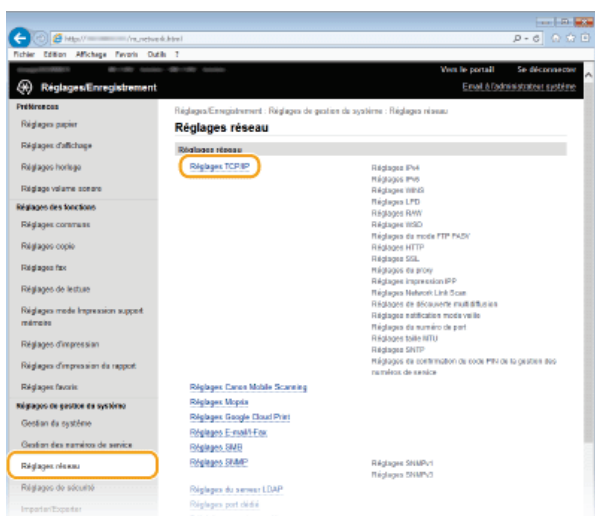 http://
/rs_network.html
Fichier Edition Affichage Favoris Outils ?
Vers le portail Se déconnecter
Réglages/Enregistrement
Email à l'administrateur système
Préférences
Réglages papier
Réglages d'affichage
Réglages horloge
Réglage volume sonore
Réglages des fonctions
Réglages communs
Réglages copie
Réglages fax
Réglages de lecture
Réglages mode Impression support
mémoire
Réglages d'impression
Réglages d'impression du rapport
Réglages favoris
Réglages de gestion du système
Gestion du système
Gestion des numéros de service
Réglages réseau
Réglages de sécurité
Importer/Exporter
Réglages/Enregistrement : Réglages de gestion du système : Réglages réseau
Réglages réseau
Réglages réseau
Réglages TCP/IP
Réglages IPv4
Réglages IPv6
Réglages WINS
Réglages LPD
Réglages RAW
Réglages WSD
Réglages du mode FTP PASV
Réglages HTTP
Réglages SSL
Réglages du proxy
Réglages impression IPP
Réglages Network Link Scan
Réglages de découverte multidiffusion
Réglages notification mode veille
Réglages du numéro de port
Réglages taille MTU
Réglages SNTP
Réglages de confirmation du code PIN de la gestion des
numéros de service
Réglages Canon Mobile Scanning
Réglages Mopria
Réglages Google Cloud Print
Réglages E-mail/I-Fax
Réglages SMB
Réglages SNMP
Réglages SNMPv1
Réglages SNMPv3
Réglages du serveur LDAP
Réglages port dédié